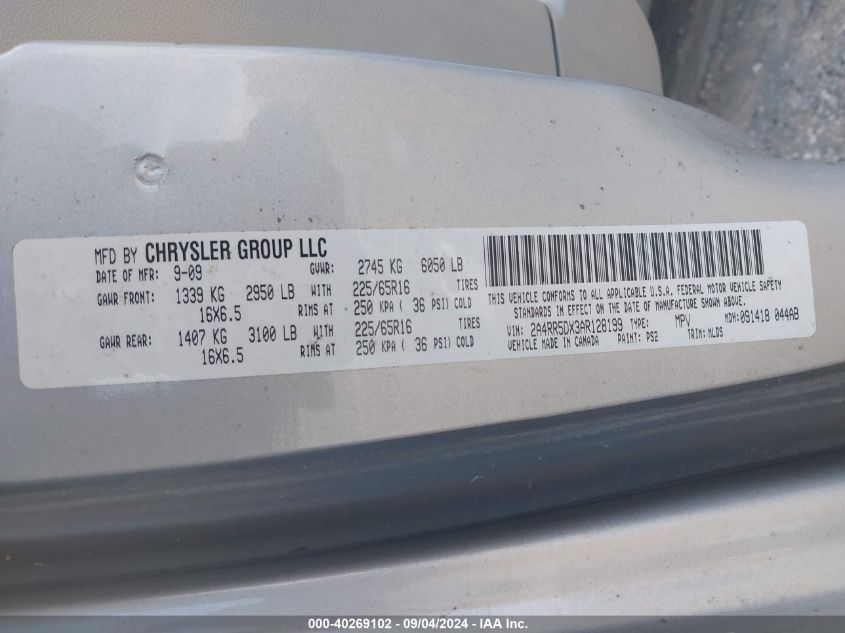 MFD BY CHRYSLER GROUP LLC
DATE OF MFR: 9-09 GVWR: 2745 KG 6050 LB
GAWR FRONT: 1339 KG 2950 LB WITH 225/65R16 TIRES
16X6.5 RIMS AT 250 KPA ( 36 PSI) COLD
GAWR REAR: 1407 KG 3100 LB WITH 225/65R16 TIRES
16X6.5 RIMS AT 250 KPA ( 36 PSI) COLD
THIS VEHICLE CONFORMS TO ALL APPLICABLE U.S.A. FEDERAL MOTOR VEHICLE SAFETY
STANDARDS IN EFFECT ON THE DATE OF MANUFACTURE SHOWN ABOVE.
VIN: 2A4RR5DX3AR128199 TYPE: MPV MDH:091418 044AB
VEHICLE MADE IN CANADA PAINT: PS2 TRIM: MLDS
000-40269102 - 09/04/2024 - IAA Inc.